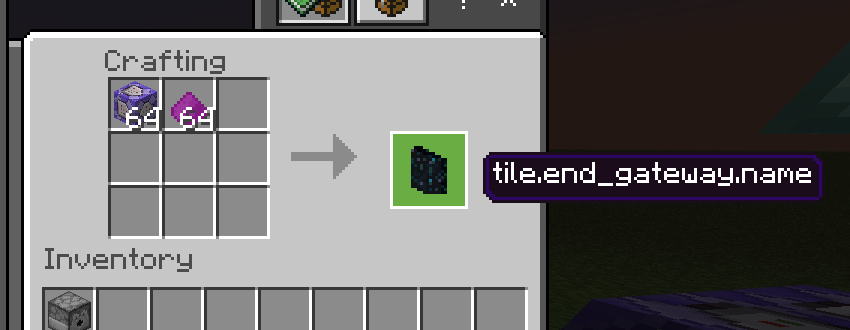 Crafting
64 64
tile.end_gateway.name
Inventory